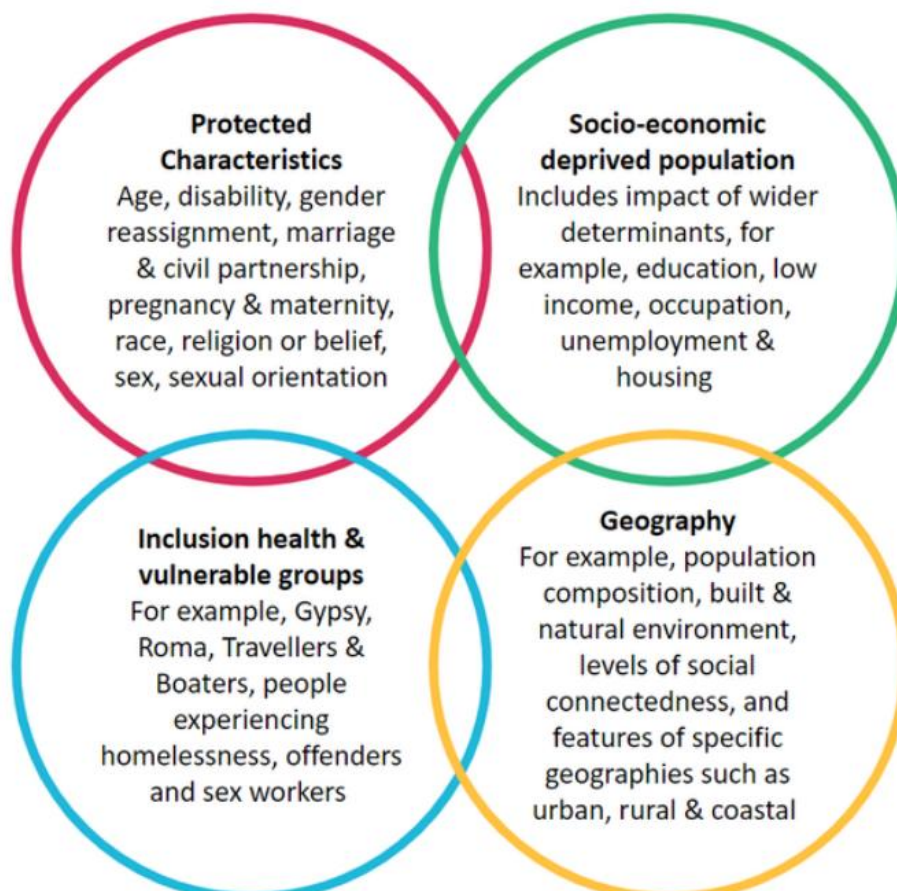 Protected
Characteristics
Age, disability, gender
reassignment, marriage
& civil partnership,
pregnancy & maternity,
race, religion or belief,
sex, sexual orientation
Socio-economic
deprived population
Includes impact of wider
determinants, for
example, education, low
income, occupation,
unemployment &
housing
Inclusion health &
vulnerable groups
For example, Gypsy,
Roma, Travellers &
Boaters, people
experiencing
homelessness, offenders
and sex workers
Geography
For example, population
composition, built &
natural environment,
levels of social
connectedness, and
features of specific
geographies such as
urban, rural & coastal